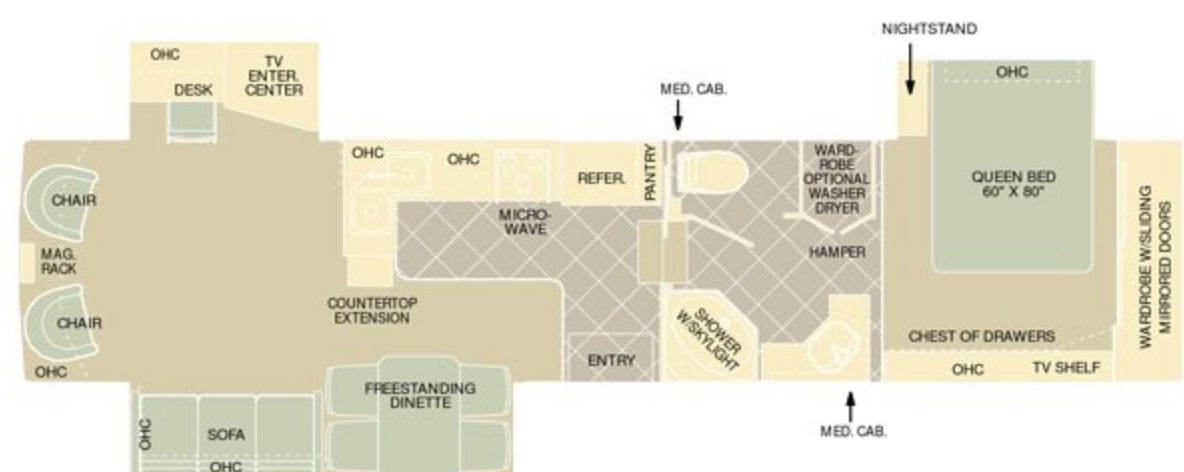 NIGHTSTAND
OHC
TV
ENTER.
CENTER
DESK
MED. CAB.
OHC
OHC
OHC
REFER.
PANTRY
WARD-
ROBE
OPTIONAL
WASHER
DRYER
QUEEN BED
60" X 80"
CHAIR
MICRO-
WAVE
HAMPER
MAG.
RACK
WARDROBE W/SLIDING
MIRRORED DOORS
COUNTERTOP
EXTENSION
CHAIR
SHOWER
W/SKYLIGHT
CHEST OF DRAWERS
ENTRY
OHC
OHC
TV SHELF
FREESTANDING
DINETTE
OHC
SOFA
MED. CAB.
OHC